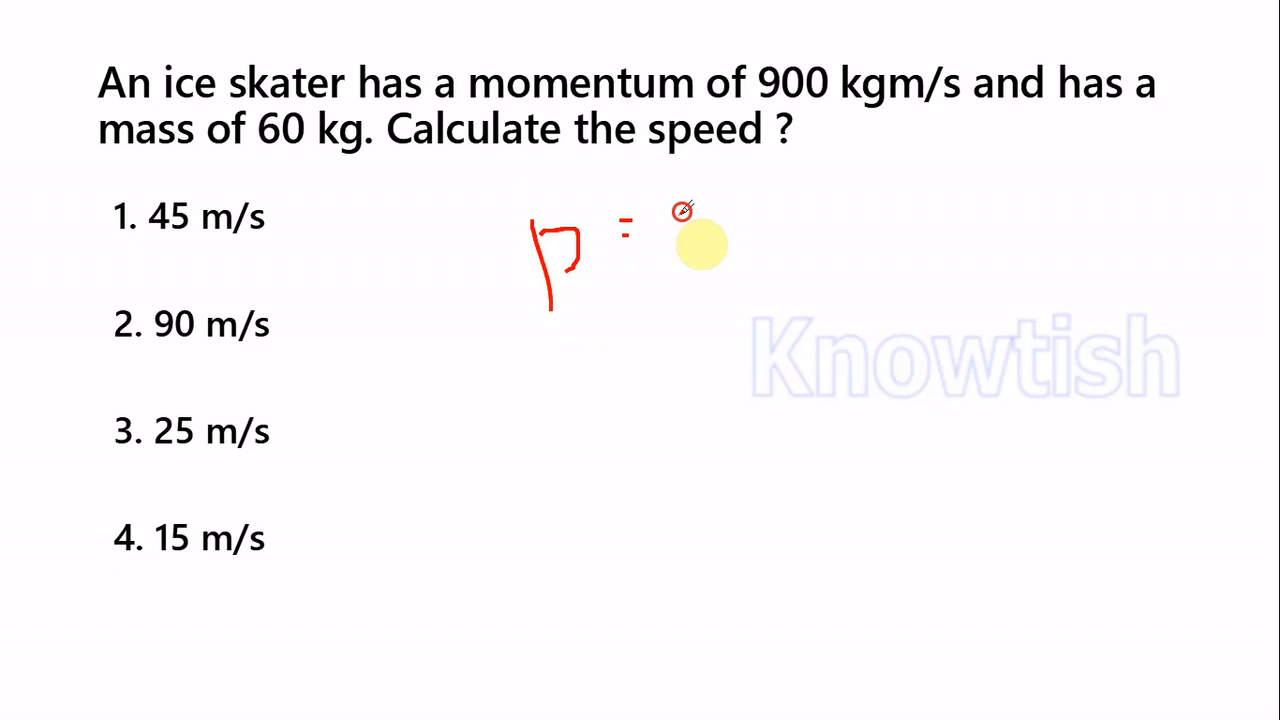 An ice skater has a momentum of 900 kgm/s and has a
mass of 60 kg. Calculate the speed ?
1. 45 m/s
p =
2. 90 m/s
Knowtish
3. 25 m/s
4. 15 m/s